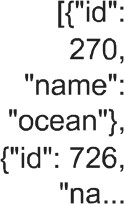 [{"id":
270,
"name":
"ocean"},
{"id": 726,
"na...